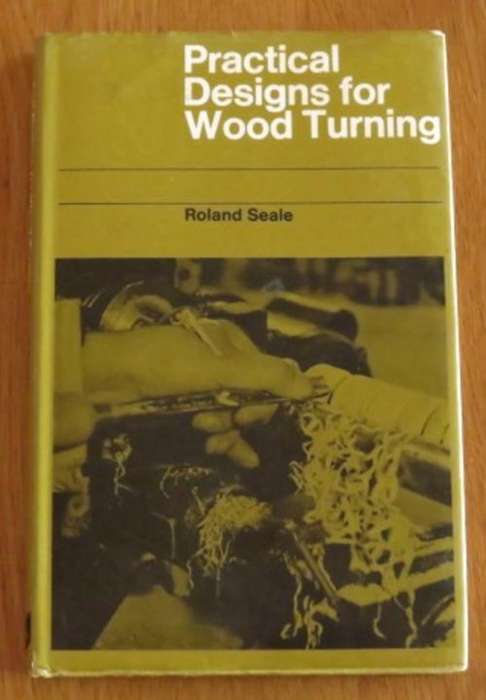 Practical
Designs for
Wood Turning
Roland Seale